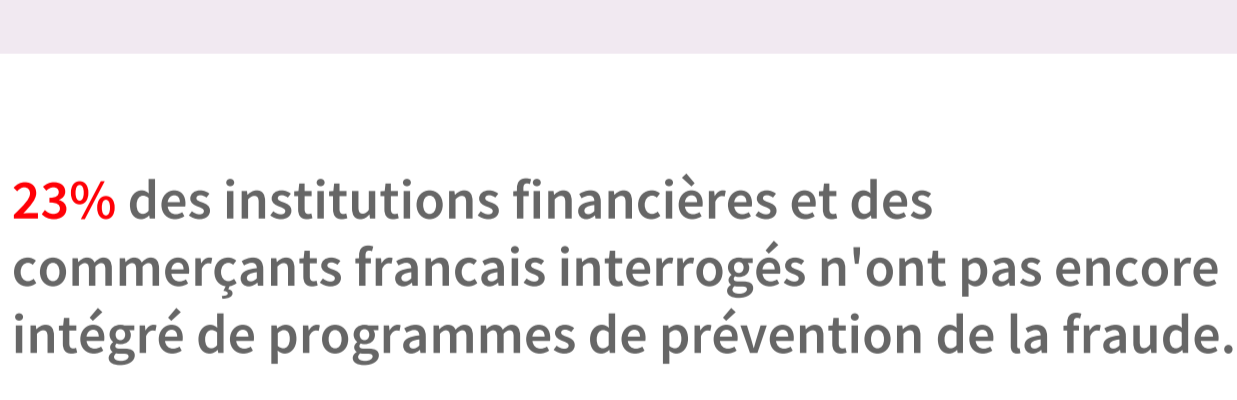 23% des institutions financières et des
commerçants francais interrogés n'ont pas encore
intégré de programmes de prévention de la fraude.